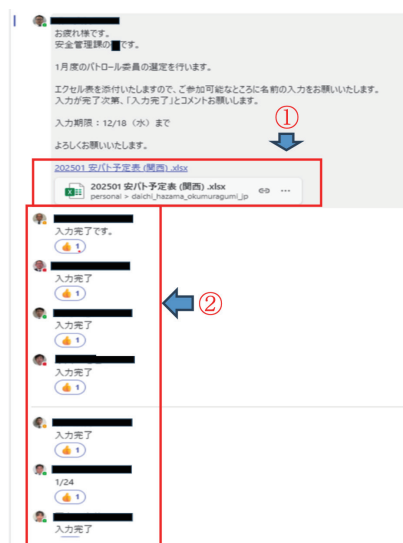 お疲れ様です。
安全管理課の です。
1月度のパトロール委員の選定を行います。
エクセル表を添付いたしますので、ご参加可能なところに名前の入力をお願いいたします。
入力が完了次第、「入力完了」とコメントお願いします。
入力期限：12/18（水）まで
よろしくお願いいたします。
①
202501 安パト予定表 (関西) .xlsx
202501 安パト予定表 (関西) .xlsx
personal > daichi_hazama_okumuragumi_jp
入力完了です。
1
入力完了
1
入力完了
1
②
入力完了
1
入力完了
1
1/24
1
入力完了